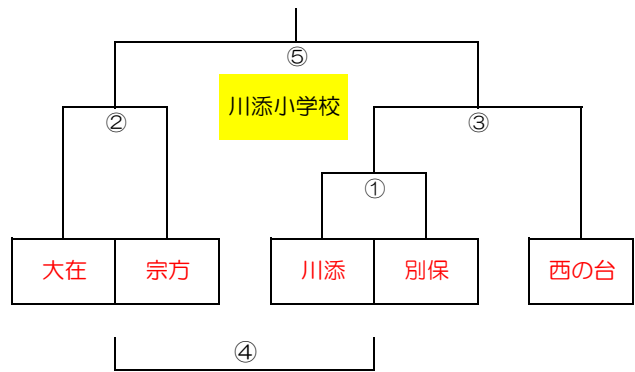 ⑤
川添小学校
②
③
①
大在
宗方
川添
別保
西の台
④